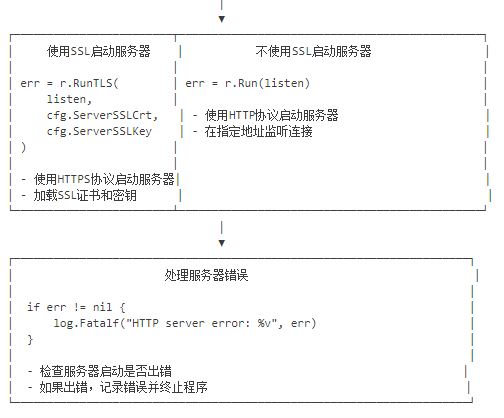 使用SSL启动服务器 不使用SSL启动服务器
err = r.RunTLS( err = r.Run(listen)
listen,
cfg.ServerSSLCrt, - 使用HTTP协议启动服务器
cfg.ServerSSLKey - 在指定地址监听连接
)
- 使用HTTPS协议启动服务器
- 加载SSL证书和密钥
处理服务器错误
if err != nil {
log.Fatalf("HTTP server error: %v", err)
}
- 检查服务器启动是否出错
- 如果出错，记录错误并终止程序